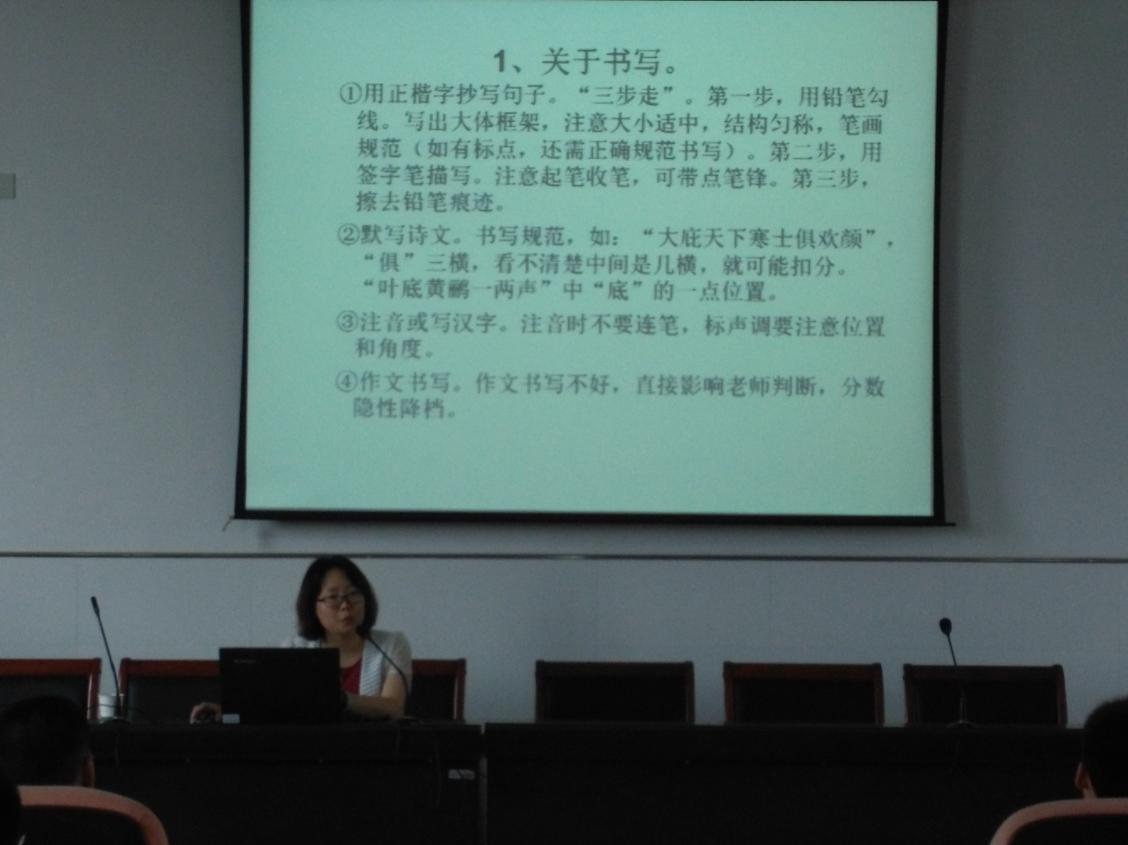 1、关于书写。
①用正楷字抄写句子。“三步走”。第一步，用铅笔勾
线。写出大体框架，注意大小适中，结构匀称，笔画
规范（如有标点，还需正确规范书写）。第二步，用
签字笔描写。注意起笔收笔，可带点笔锋。第三步，
擦去铅笔痕迹。
②默写诗文。书写规范，如：“大庇天下寒士俱欢颜”，
“俱”三横，看不清楚中间是几横，就可能扣分。
“叶底黄鹂一两声”中“底”的一点位置。
③注音或写汉字。注音时不要连笔，标声调要注意位置
和角度。
④作文书写。作文书写不好，直接影响老师判断，分数
隐性降档。